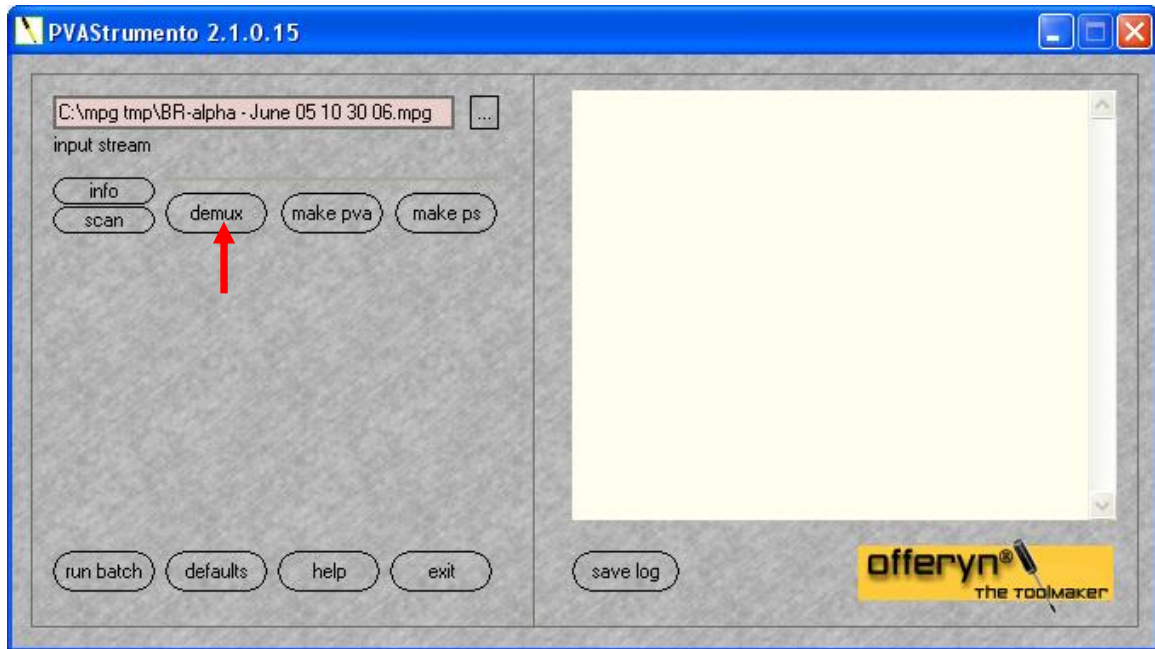 PVAStrumento 2.1.0.15
C:\mpg tmp\BR-alpha - June 05 10 30 06.mpg
...
input stream
info
scan
demux
make pva
make ps
run batch
defaults
help
exit
save log
offeryn®
THE TOOLMAKER